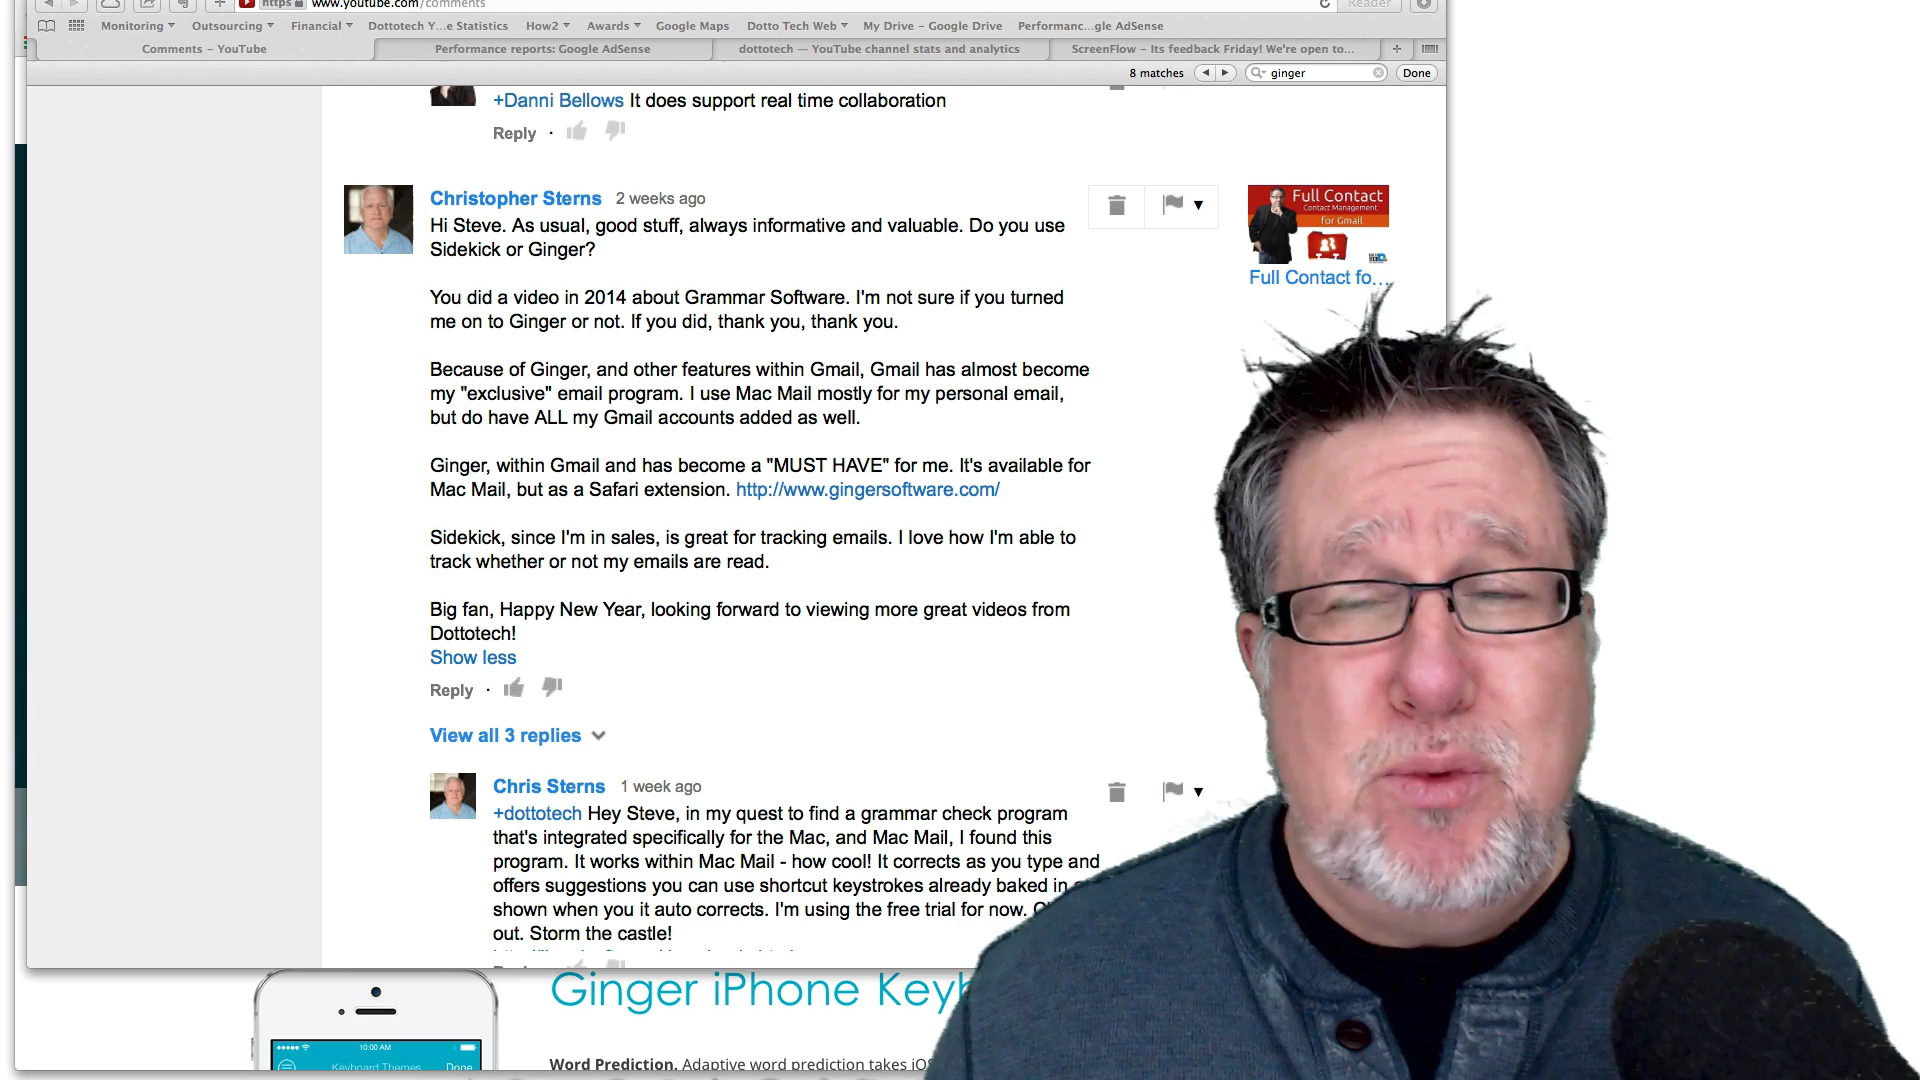 https www.youtube.com/comments Reader
Monitoring Outsourcing Financial Dottotech Y...e Statistics How2 Awards Google Maps Dotto Tech Web My Drive – Google Drive Performanc...gle AdSense
Comments – YouTube Performance reports: Google AdSense dottotech — YouTube channel stats and analytics ScreenFlow – Its feedback Friday! We're open to...
8 matches ginger Done
+Danni Bellows It does support real time collaboration
Reply ·
Christopher Sterns 2 weeks ago
Hi Steve. As usual, good stuff, always informative and valuable. Do you use
Sidekick or Ginger?
You did a video in 2014 about Grammar Software. I'm not sure if you turned
me on to Ginger or not. If you did, thank you, thank you.
Because of Ginger, and other features within Gmail, Gmail has almost become
my "exclusive" email program. I use Mac Mail mostly for my personal email,
but do have ALL my Gmail accounts added as well.
Ginger, within Gmail and has become a "MUST HAVE" for me. It's available for
Mac Mail, but as a Safari extension. http://www.gingersoftware.com/
Sidekick, since I'm in sales, is great for tracking emails. I love how I'm able to
track whether or not my emails are read.
Big fan, Happy New Year, looking forward to viewing more great videos from
Dottotech!
Show less
Reply ·
View all 3 replies
Full Contact
Contact Management
for Gmail
Full Contact fo...
Chris Sterns 1 week ago
+dottotech Hey Steve, in my quest to find a grammar check program
that's integrated specifically for the Mac, and Mac Mail, I found this
program. It works within Mac Mail - how cool! It corrects as you type and
offers suggestions you can use shortcut keystrokes already baked in
shown when you it auto corrects. I'm using the free trial for now.
out. Storm the castle!
Ginger iPhone
10:00 AM
Keyboard Themes Done
Word Prediction. Adaptive word prediction takes iOS